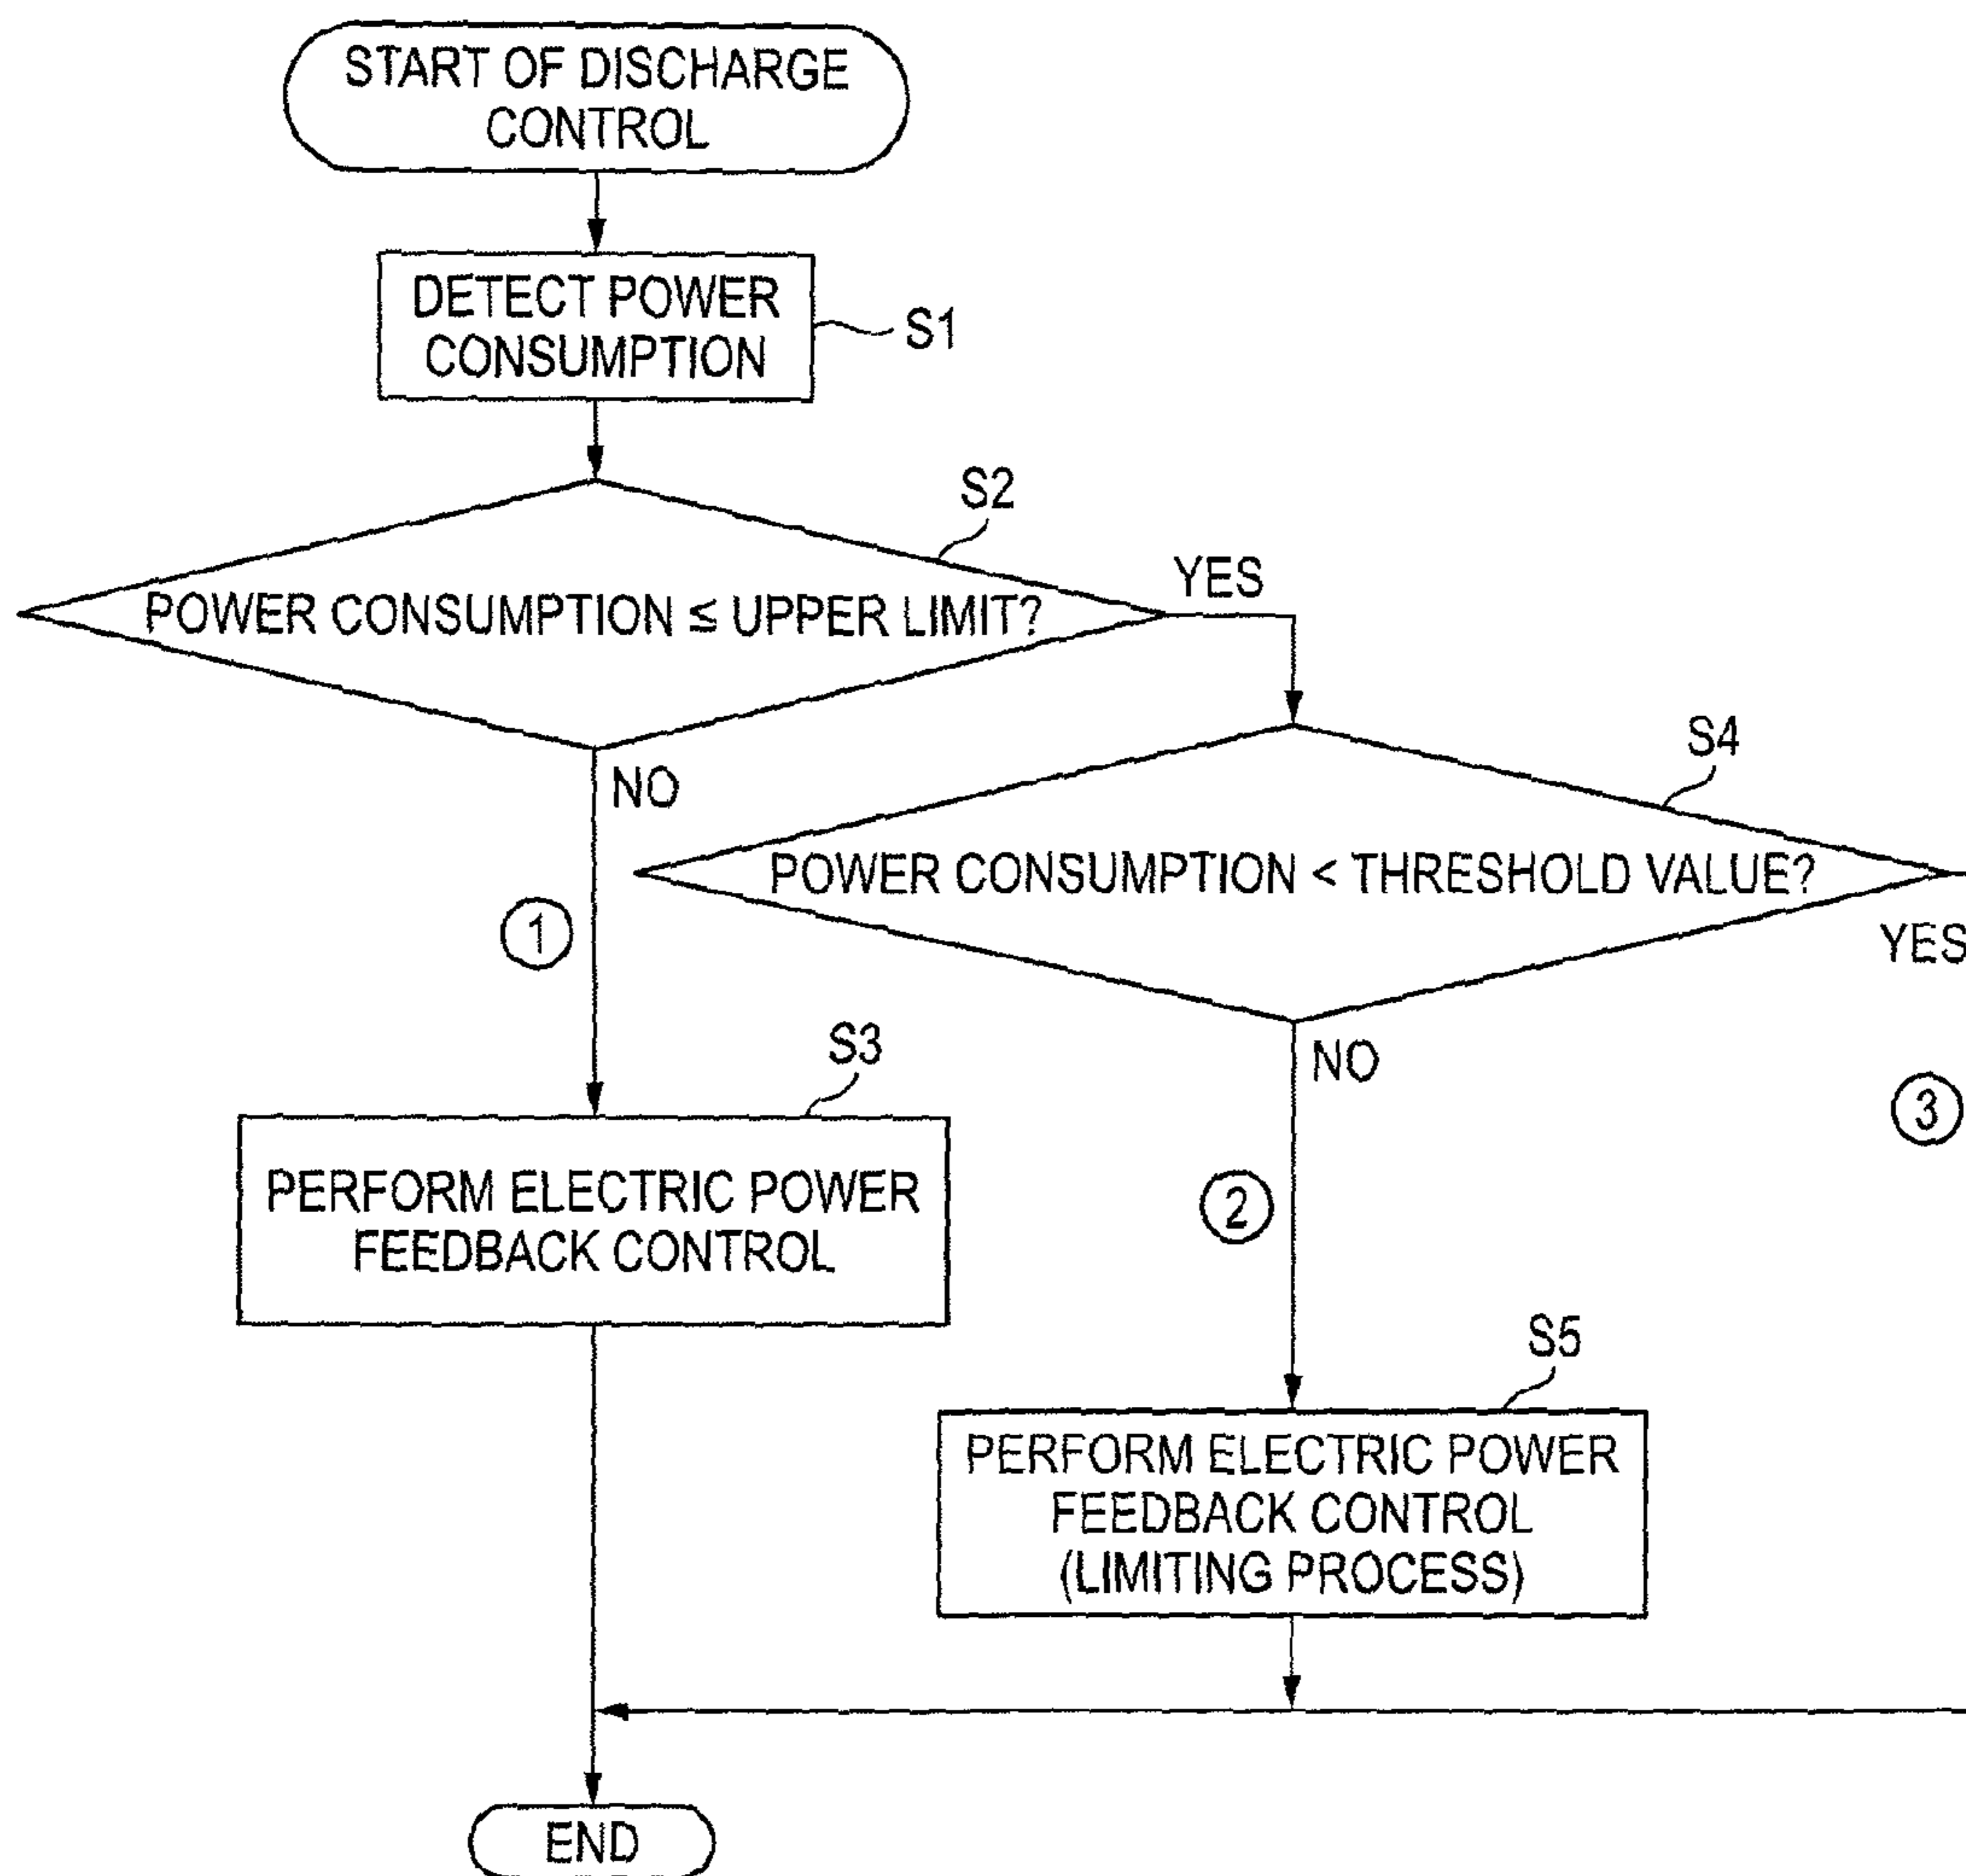 START OF DISCHARGE
CONTROL
DETECT POWER
CONSUMPTION
S1
S2
POWER CONSUMPTION ≦ UPPER LIMIT?
YES
NO
S4
POWER CONSUMPTION < THRESHOLD VALUE?
YES
NO
①
②
③
S3
PERFORM ELECTRIC POWER
FEEDBACK CONTROL
S5
PERFORM ELECTRIC POWER
FEEDBACK CONTROL
(LIMITING PROCESS)
END